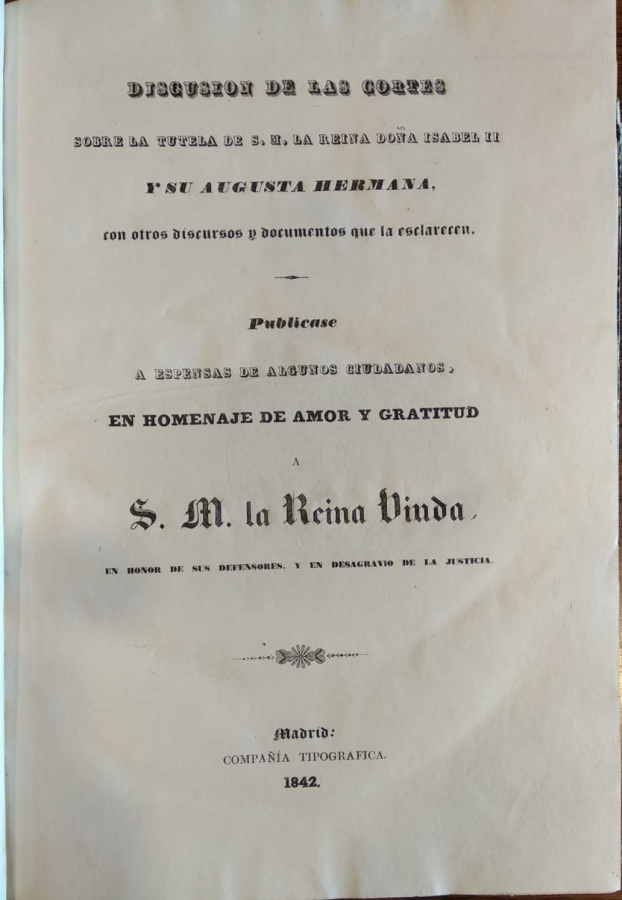 DISCUSION DE LAS CORTES
SOBRE LA TUTELA DE S. M. LA REINA DOÑA ISABEL II
Y SU AUGUSTA HERMANA,
con otros discursos y documentos que la esclarecen.
Publicase
A ESPENSAS DE ALGUNOS CIUDADANOS,
EN HOMENAJE DE AMOR Y GRATITUD
A
S. M. la Reina Viuda,
EN HONOR DE SUS DEFENSORES, Y EN DESAGRAVIO DE LA JUSTICIA.
Madrid:
COMPAÑÍA TIPOGRAFICA.
1842.